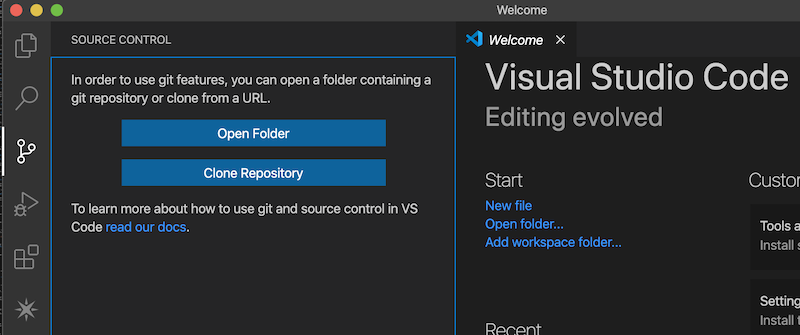 Welcome
SOURCE CONTROL
In order to use git features, you can open a folder containing a
git repository or clone from a URL.
Open Folder
Clone Repository
To learn more about how to use git and source control in VS
Code read our docs.
Welcome
Visual Studio Code
Editing evolved
Start
New file
Open folder...
Add workspace folder...
Recent
Custom
Tools a
Install s
Setting
Install t